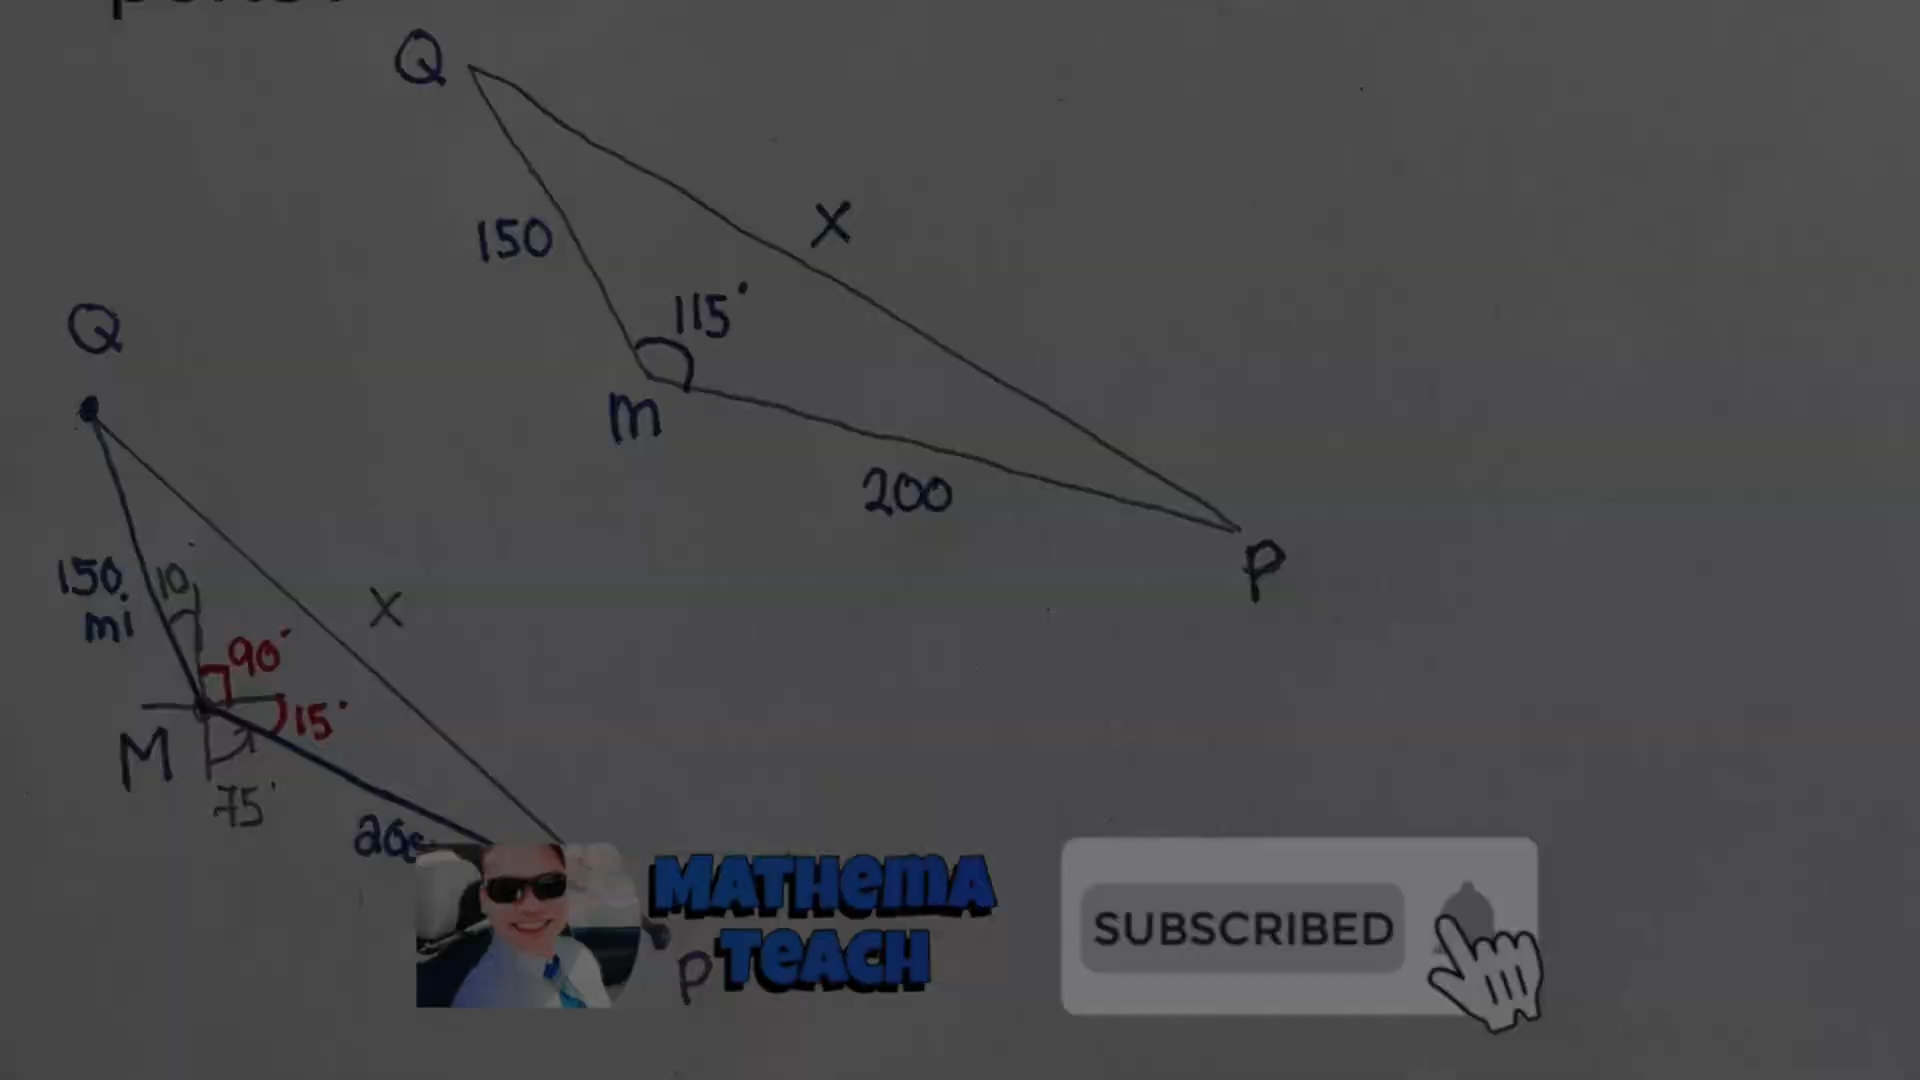 Q
X
150
115°
M
200
P
Q
150
mi
10
X
90°
15°
M
75°
MATHEMA
TEACH
P
SUBSCRIBED